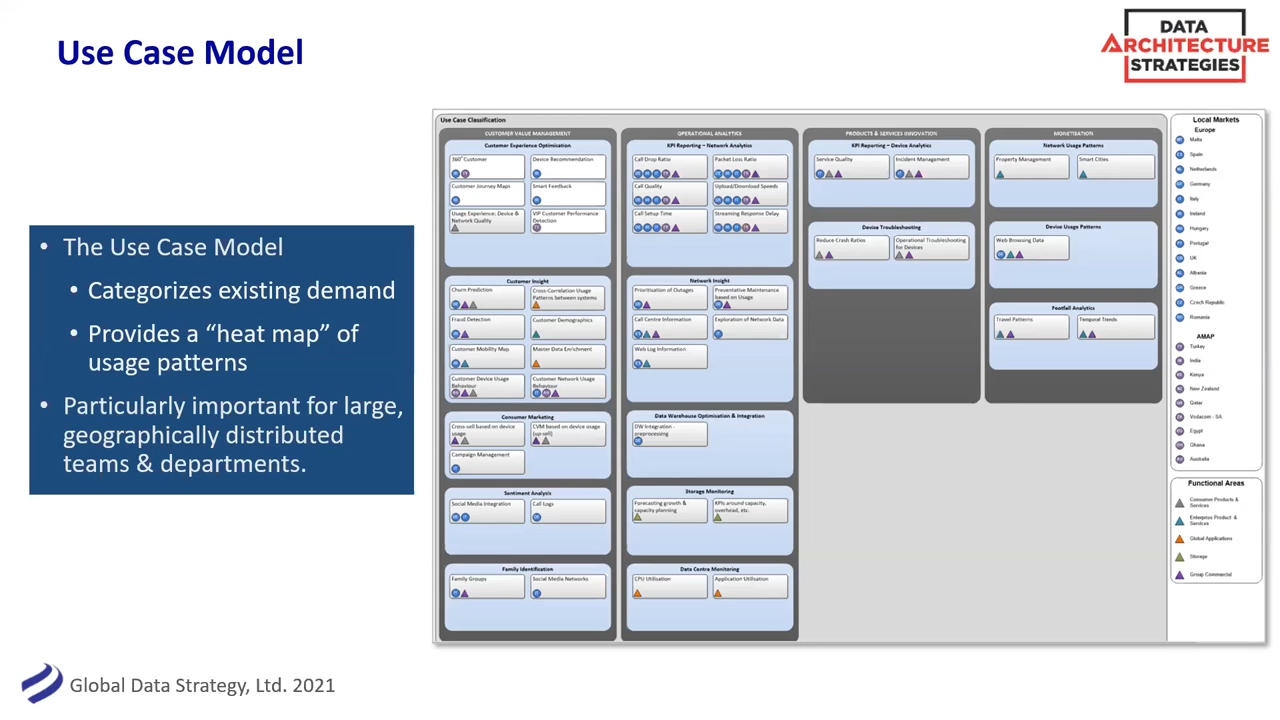 Use Case Model
DATA
ARCHITECTURE
STRATEGIES
• The Use Case Model
• Categorizes existing demand
• Provides a “heat map” of
usage patterns
• Particularly important for large,
geographically distributed
teams & departments.
Use Case Classification
CUSTOMER VALUE MANAGEMENT
Customer Experience Optimisation
360° Customer
Device Recommendation
Customer Journey Maps
Smart Feedback
Usage Experience: Device &
Network Quality
VIP Customer Performance
Detection
Customer Insight
Churn Prediction
Cross-Correlation Usage
Patterns between systems
Fraud Detection
Customer Demographics
Customer Mobility Map
Master Data Enrichment
Customer Device Usage
Behaviour
Customer Network Usage
Behaviour
Consumer Marketing
Cross-sell based on device
usage
CVM based on device usage
(up-sell)
Campaign Management
Sentiment Analysis
Social Media Integration
Call Logs
Family Identification
Family Groups
Social Media Networks
OPERATIONAL ANALYTICS
KPI Reporting – Network Analytics
Call Drop Ratio
Packet Loss Ratio
Call Quality
Upload/Download Speeds
Call Setup Time
Streaming Response Delay
Network Insight
Prioritisation of Outages
Preventative Maintenance
based on Usage
Call Centre Information
Exploration of Network Data
Web Log Information
Data Warehouse Optimisation & Integration
DW Integration -
preprocessing
Storage Monitoring
Forecasting growth &
capacity planning
KPIs around capacity,
overhead, etc.
Data Centre Monitoring
CPU Utilisation
Application Utilisation
PRODUCTS & SERVICES INNOVATION
KPI Reporting – Device Analytics
Service Quality
Incident Management
Device Troubleshooting
Reduce Crash Ratios
Operational Troubleshooting
for Devices
MONETISATION
Network Usage Patterns
Property Management
Smart Cities
Device Usage Patterns
Web Browsing Data
Footfall Analytics
Travel Patterns
Temporal Trends
Local Markets
Europe
Malta
Spain
Netherlands
Germany
Italy
Ireland
Hungary
Portugal
UK
Albania
Greece
Czech Republic
Romania
AMAP
Turkey
India
Kenya
New Zealand
Qatar
Vodacom - SA
Egypt
Ghana
Australia
Functional Areas
Consumer Products &
Services
Enterprise Product &
Services
Global Applications
Storage
Group Commercial
Global Data Strategy, Ltd. 2021